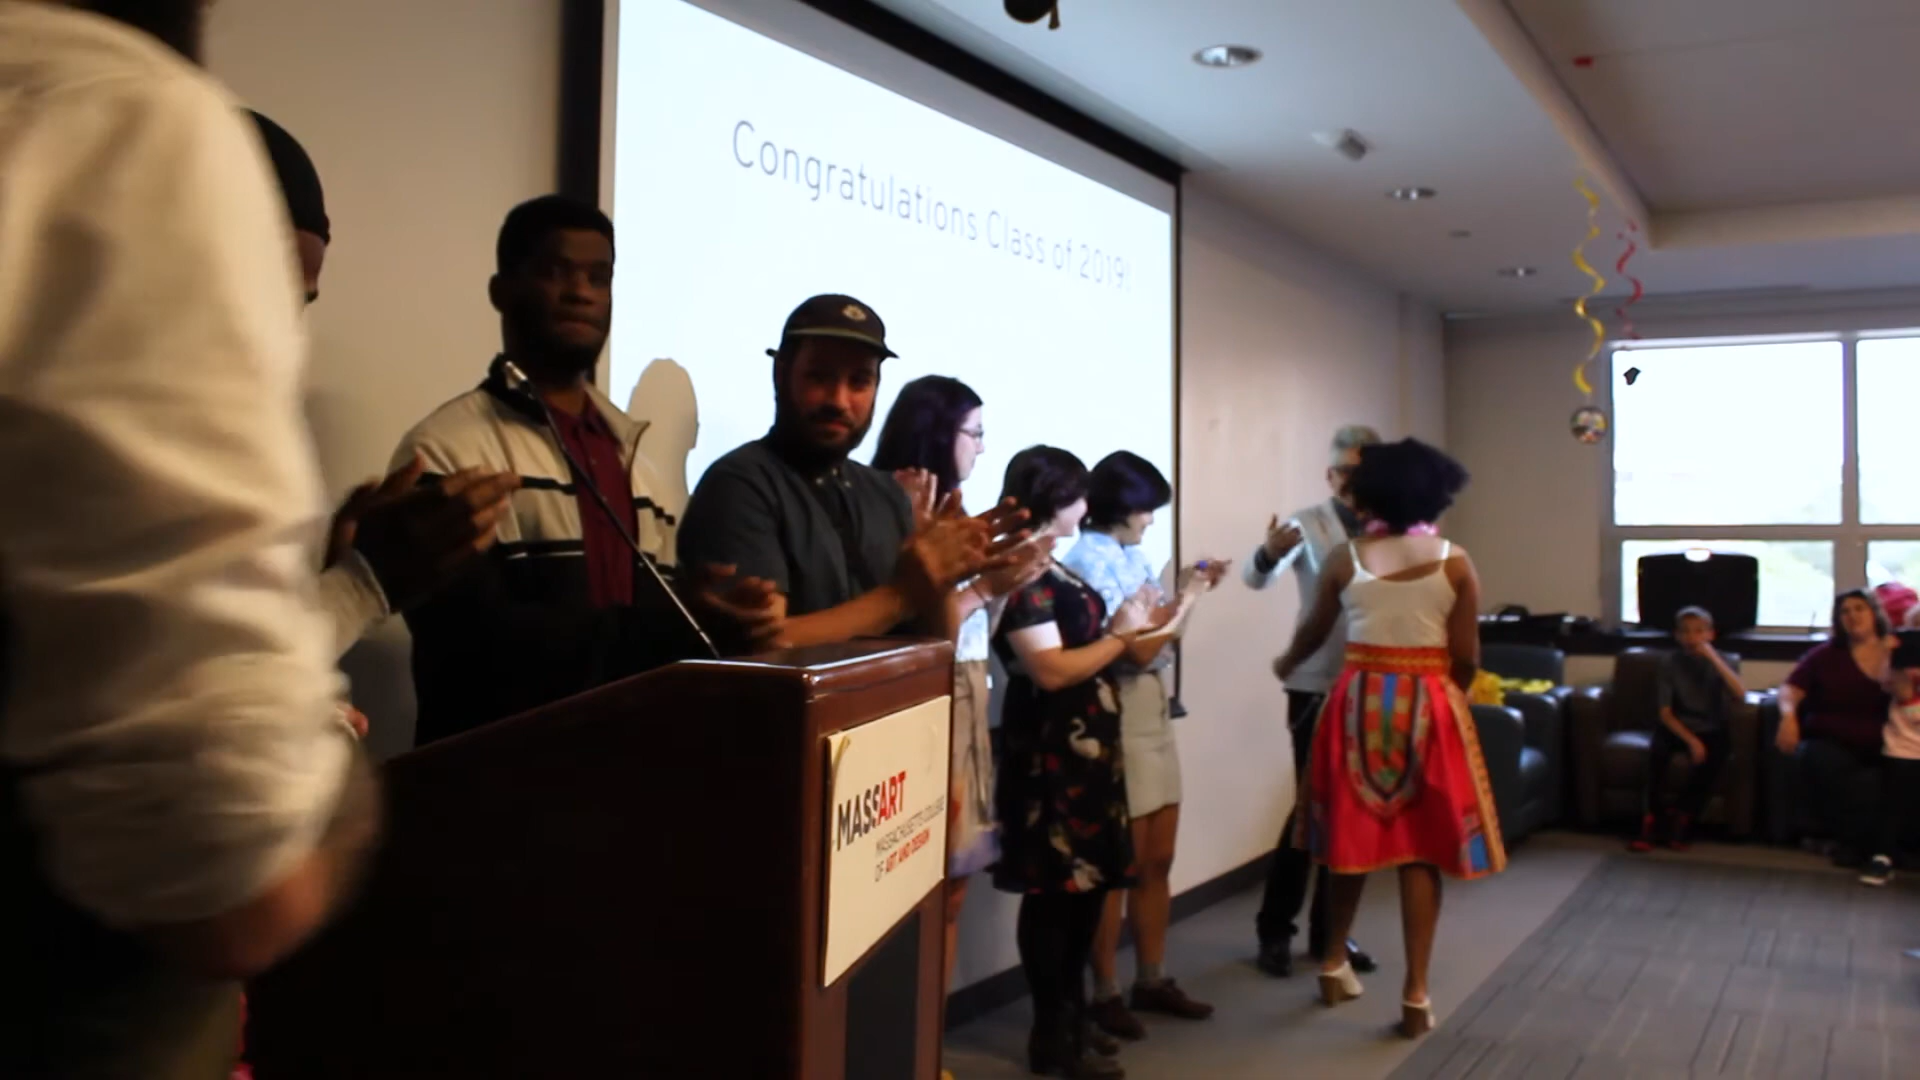 Congratulations Class of 2019!
MASSART
MASSACHUSETTS COLLEGE
OF ART AND DESIGN